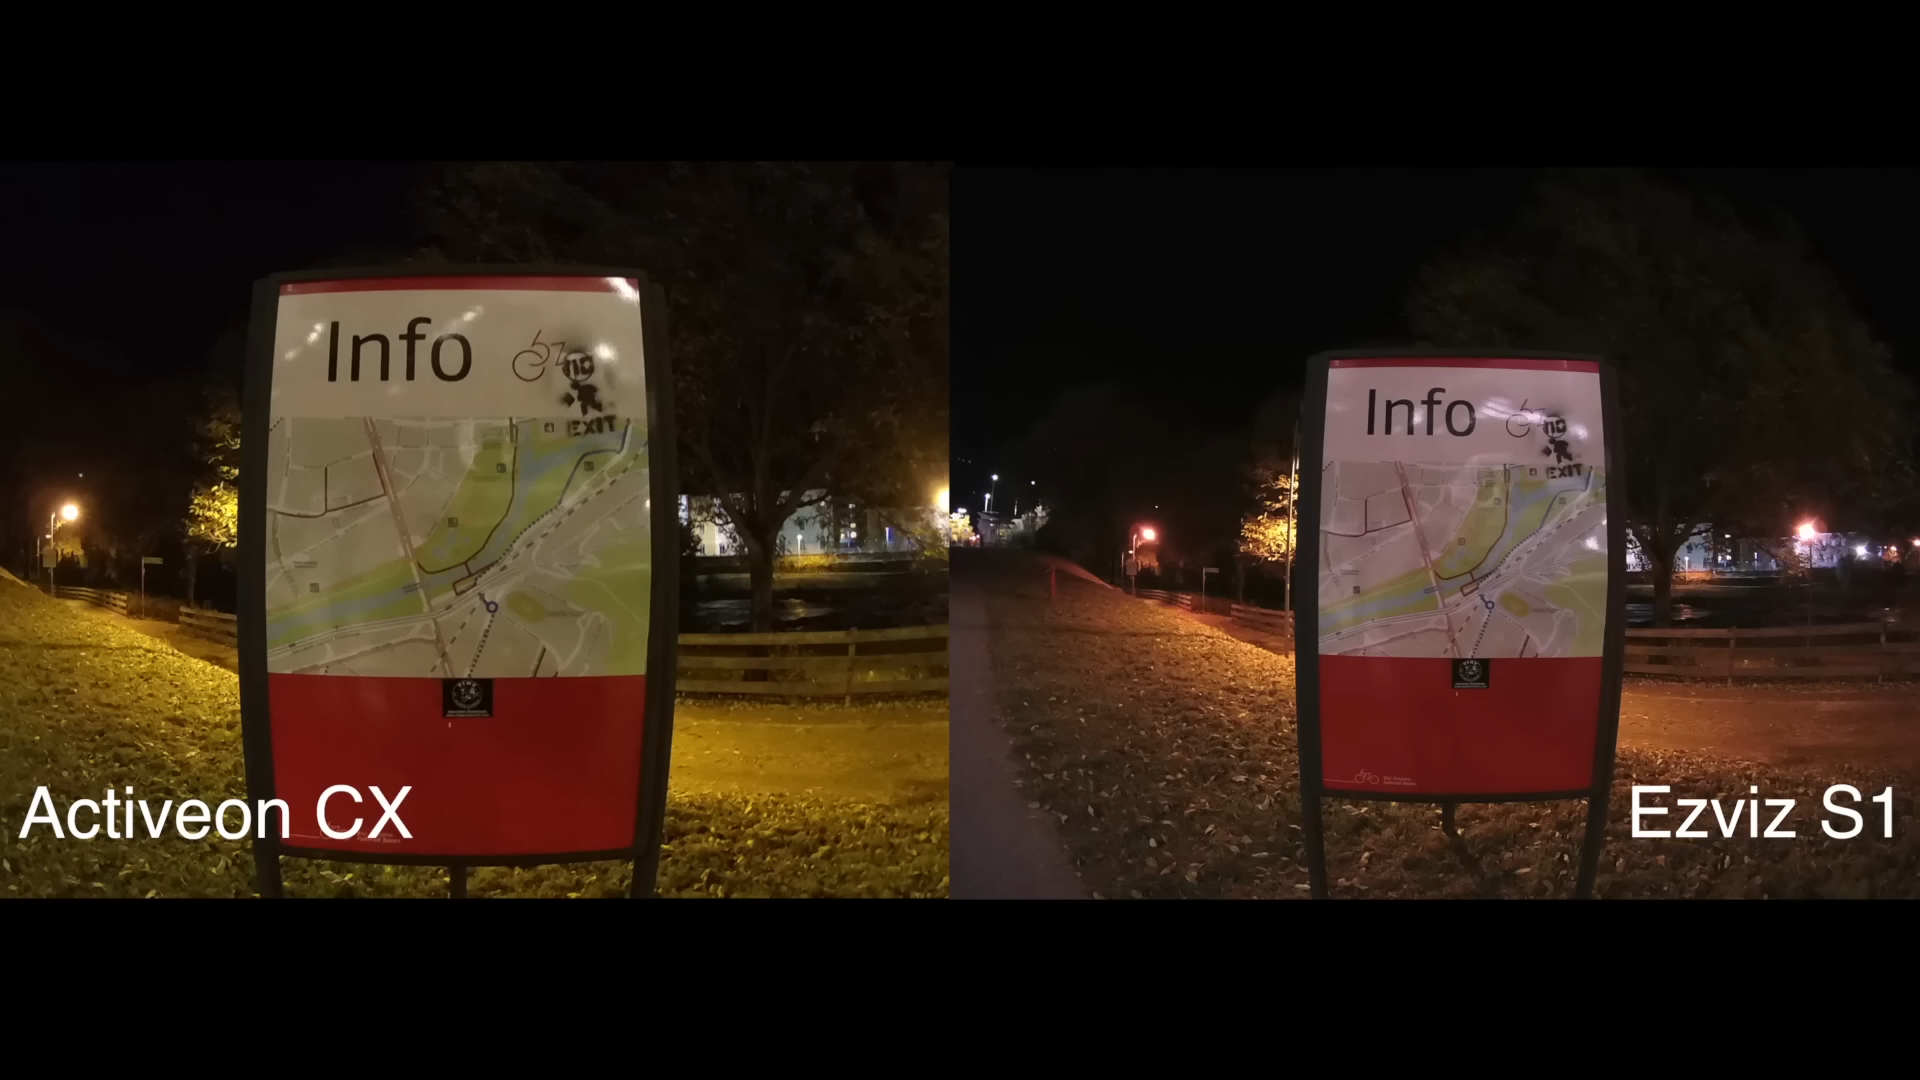 Info
no
EXIT
Activeon CX
Info
no
EXIT
Ezviz S1